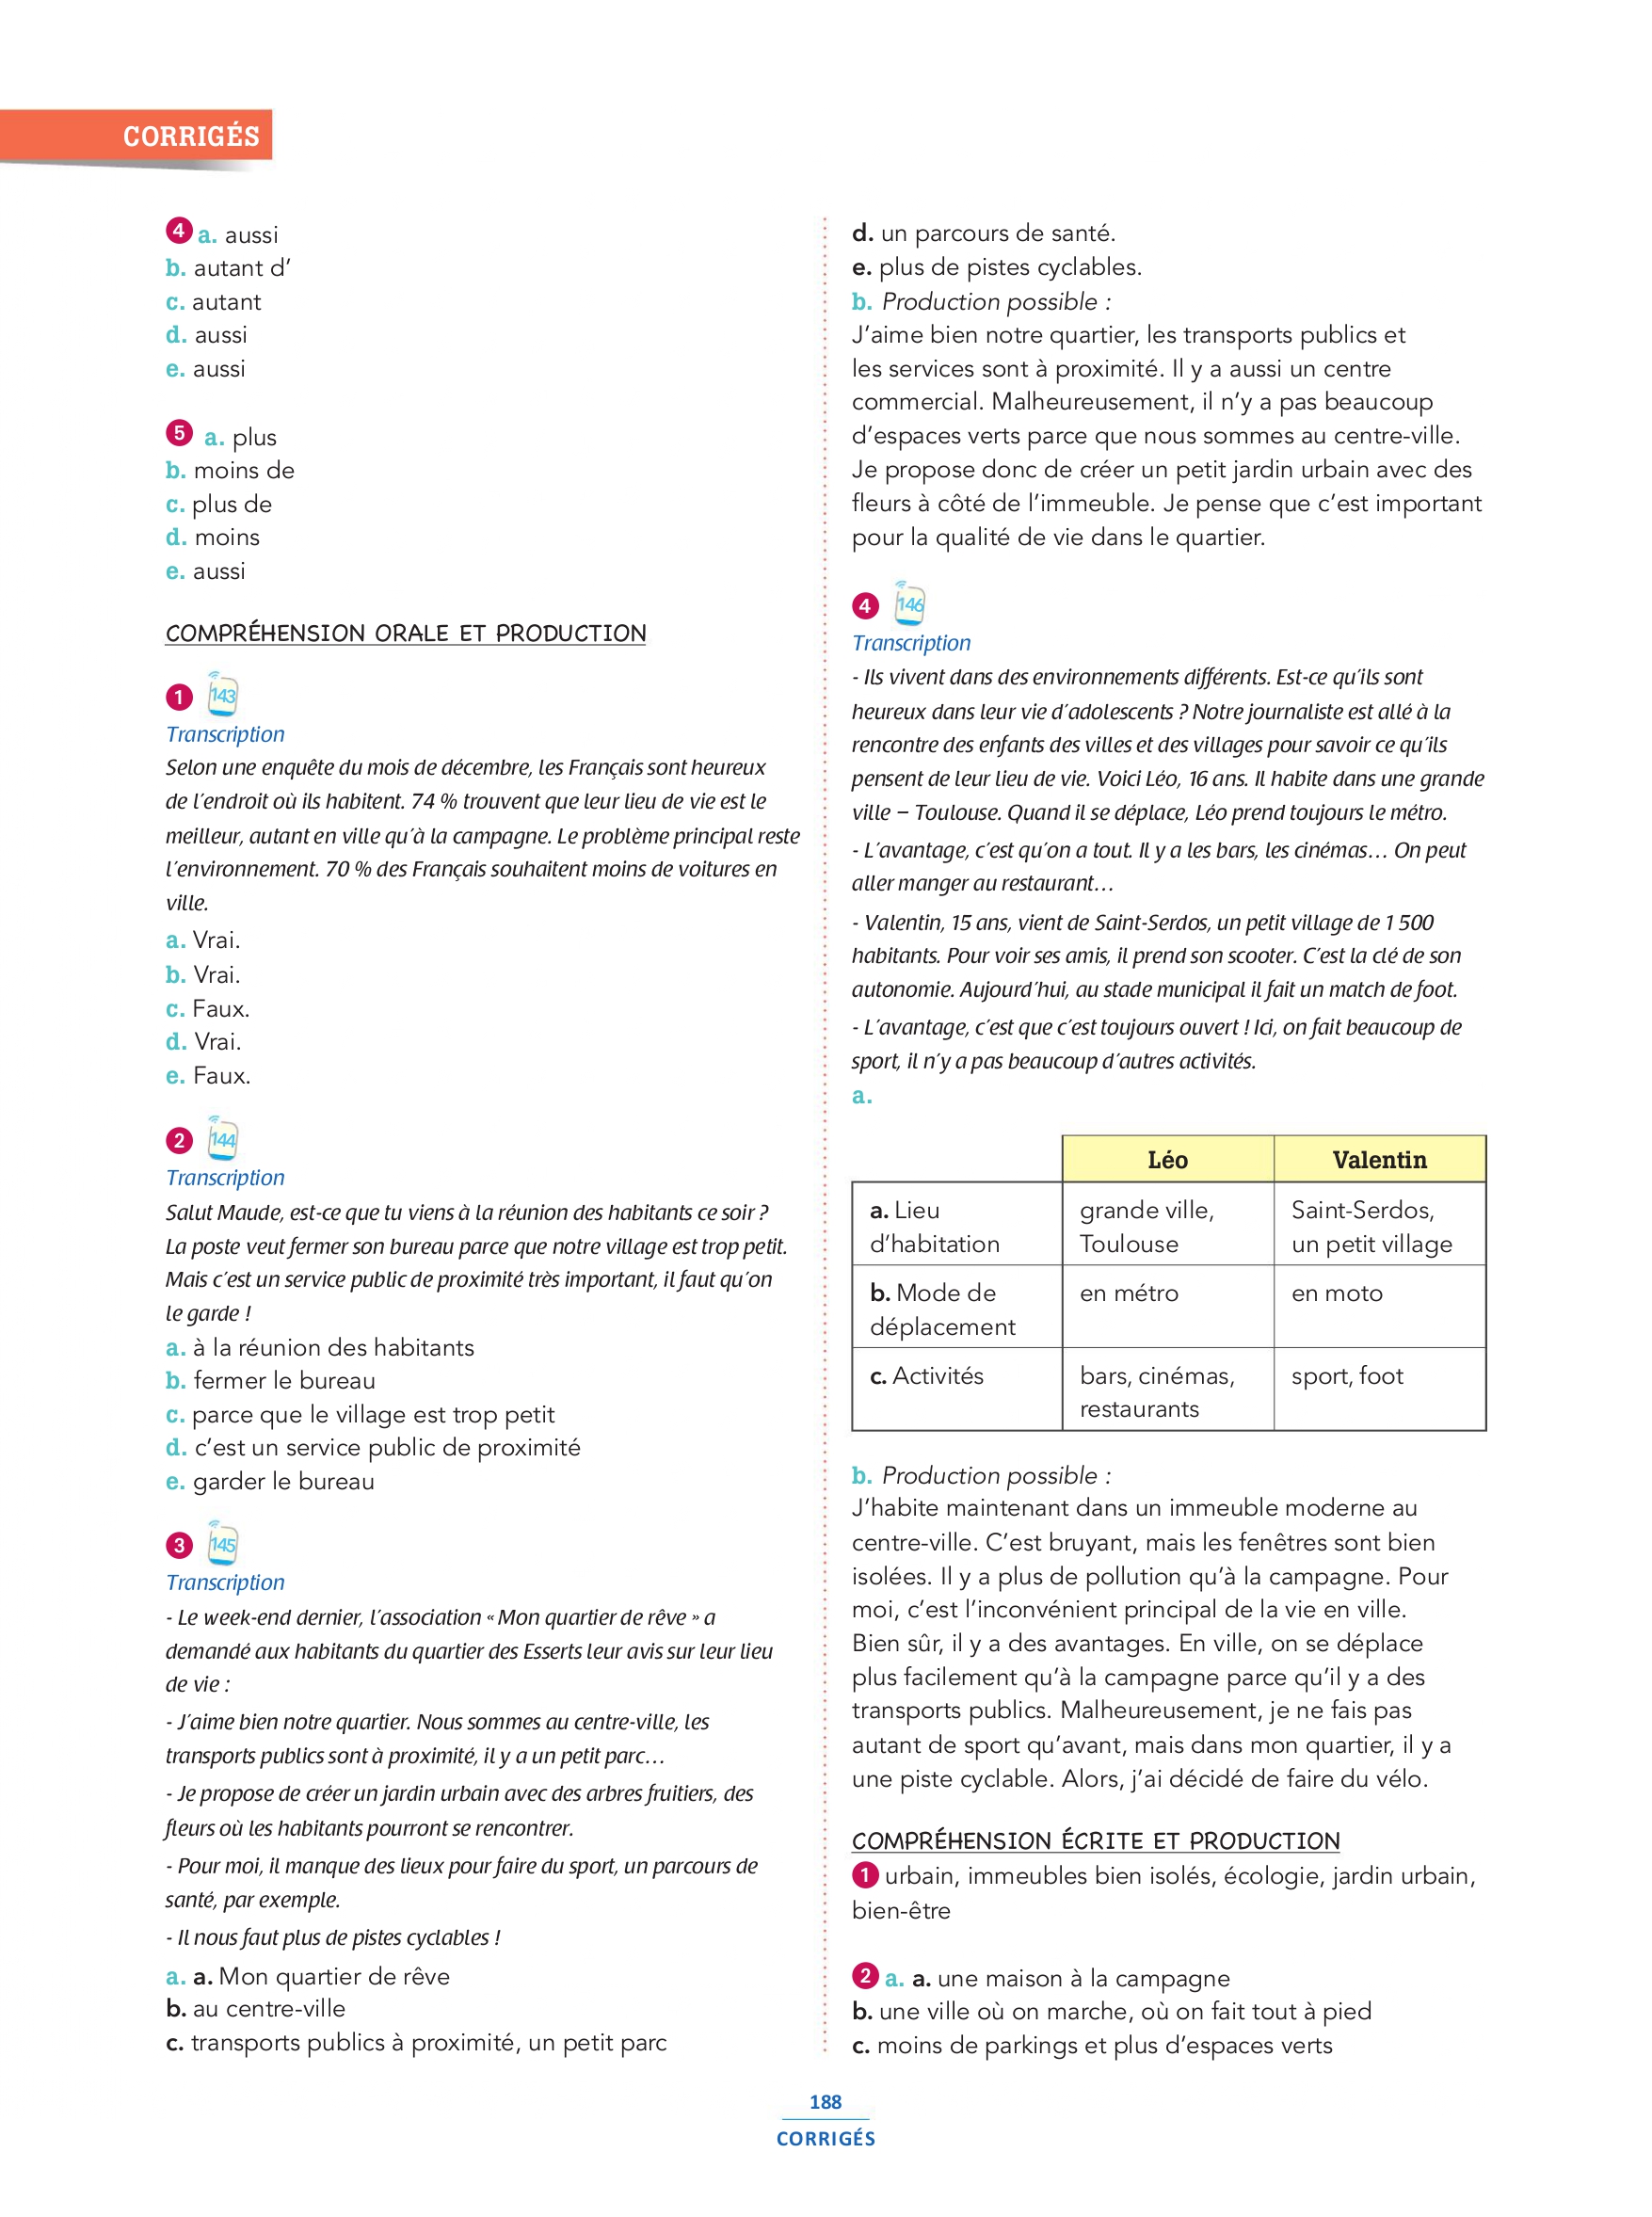 CORRIGÉS
4 a. aussi
b. autant d’
c. autant
d. aussi
e. aussi
5 a. plus
b. moins de
c. plus de
d. moins
e. aussi
COMPRÉHENSION ORALE ET PRODUCTION
1 143
Transcription
Selon une enquête du mois de décembre, les Français sont heureux
de l’endroit où ils habitent. 74 % trouvent que leur lieu de vie est le
meilleur, autant en ville qu’à la campagne. Le problème principal reste
l’environnement. 70 % des Français souhaitent moins de voitures en
ville.
a. Vrai.
b. Vrai.
c. Faux.
d. Vrai.
e. Faux.
2 144
Transcription
Salut Maude, est-ce que tu viens à la réunion des habitants ce soir ?
La poste veut fermer son bureau parce que notre village est trop petit.
Mais c’est un service public de proximité très important, il faut qu’on
le garde !
a. à la réunion des habitants
b. fermer le bureau
c. parce que le village est trop petit
d. c’est un service public de proximité
e. garder le bureau
3 145
Transcription
- Le week-end dernier, l’association « Mon quartier de rêve » a
demandé aux habitants du quartier des Esserts leur avis sur leur lieu
de vie :
- J’aime bien notre quartier. Nous sommes au centre-ville, les
transports publics sont à proximité, il y a un petit parc…
- Je propose de créer un jardin urbain avec des arbres fruitiers, des
fleurs où les habitants pourront se rencontrer.
- Pour moi, il manque des lieux pour faire du sport, un parcours de
santé, par exemple.
- Il nous faut plus de pistes cyclables !
a. a. Mon quartier de rêve
b. au centre-ville
c. transports publics à proximité, un petit parc
d. un parcours de santé.
e. plus de pistes cyclables.
b. Production possible :
J’aime bien notre quartier, les transports publics et
les services sont à proximité. Il y a aussi un centre
commercial. Malheureusement, il n’y a pas beaucoup
d’espaces verts parce que nous sommes au centre-ville.
Je propose donc de créer un petit jardin urbain avec des
fleurs à côté de l’immeuble. Je pense que c’est important
pour la qualité de vie dans le quartier.
4 146
Transcription
- Ils vivent dans des environnements différents. Est-ce qu’ils sont
heureux dans leur vie d’adolescents ? Notre journaliste est allé à la
rencontre des enfants des villes et des villages pour savoir ce qu’ils
pensent de leur lieu de vie. Voici Léo, 16 ans. Il habite dans une grande
ville – Toulouse. Quand il se déplace, Léo prend toujours le métro.
- L’avantage, c’est qu’on a tout. Il y a les bars, les cinémas… On peut
aller manger au restaurant…
- Valentin, 15 ans, vient de Saint-Serdos, un petit village de 1 500
habitants. Pour voir ses amis, il prend son scooter. C’est la clé de son
autonomie. Aujourd’hui, au stade municipal il fait un match de foot.
- L’avantage, c’est que c’est toujours ouvert ! Ici, on fait beaucoup de
sport, il n’y a pas beaucoup d’autres activités.
a.
Léo Valentin
a. Lieu grande ville, Saint-Serdos,
d’habitation Toulouse un petit village
b. Mode de en métro en moto
déplacement
c. Activités bars, cinémas, sport, foot
restaurants
b. Production possible :
J’habite maintenant dans un immeuble moderne au
centre-ville. C’est bruyant, mais les fenêtres sont bien
isolées. Il y a plus de pollution qu’à la campagne. Pour
moi, c’est l’inconvénient principal de la vie en ville.
Bien sûr, il y a des avantages. En ville, on se déplace
plus facilement qu’à la campagne parce qu’il y a des
transports publics. Malheureusement, je ne fais pas
autant de sport qu’avant, mais dans mon quartier, il y a
une piste cyclable. Alors, j’ai décidé de faire du vélo.
COMPRÉHENSION ÉCRITE ET PRODUCTION
1 urbain, immeubles bien isolés, écologie, jardin urbain,
bien-être
2 a. a. une maison à la campagne
b. une ville où on marche, où on fait tout à pied
c. moins de parkings et plus d’espaces verts
188
CORRIGÉS